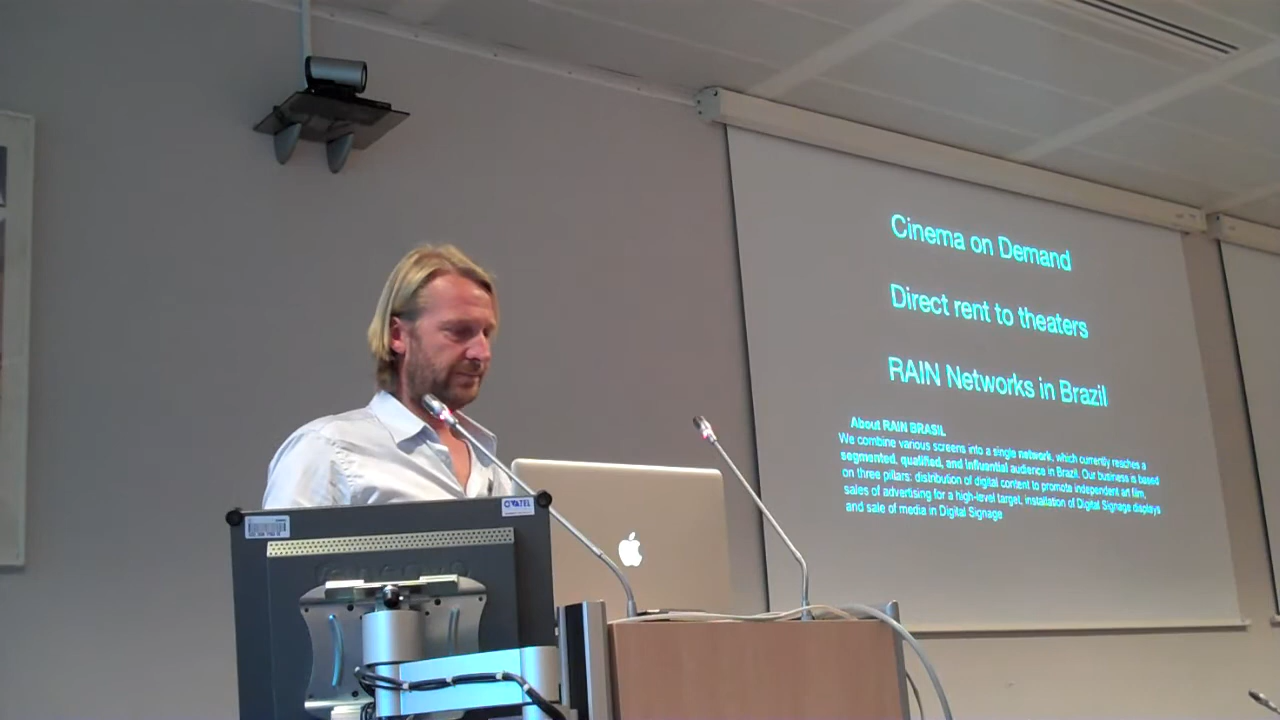 Cinema on Demand
Direct rent to theaters
RAIN Networks in Brazil
About RAIN BRASIL
We combine various screens into a single network, which currently reaches a
segmented, qualified, and influential audience in Brazil. Our business is based
on three pillars: distribution of digital content to promote independent art film,
sales of advertising for a high-level target, installation of Digital Signage displays
and sale of media in Digital Signage
OVATEL